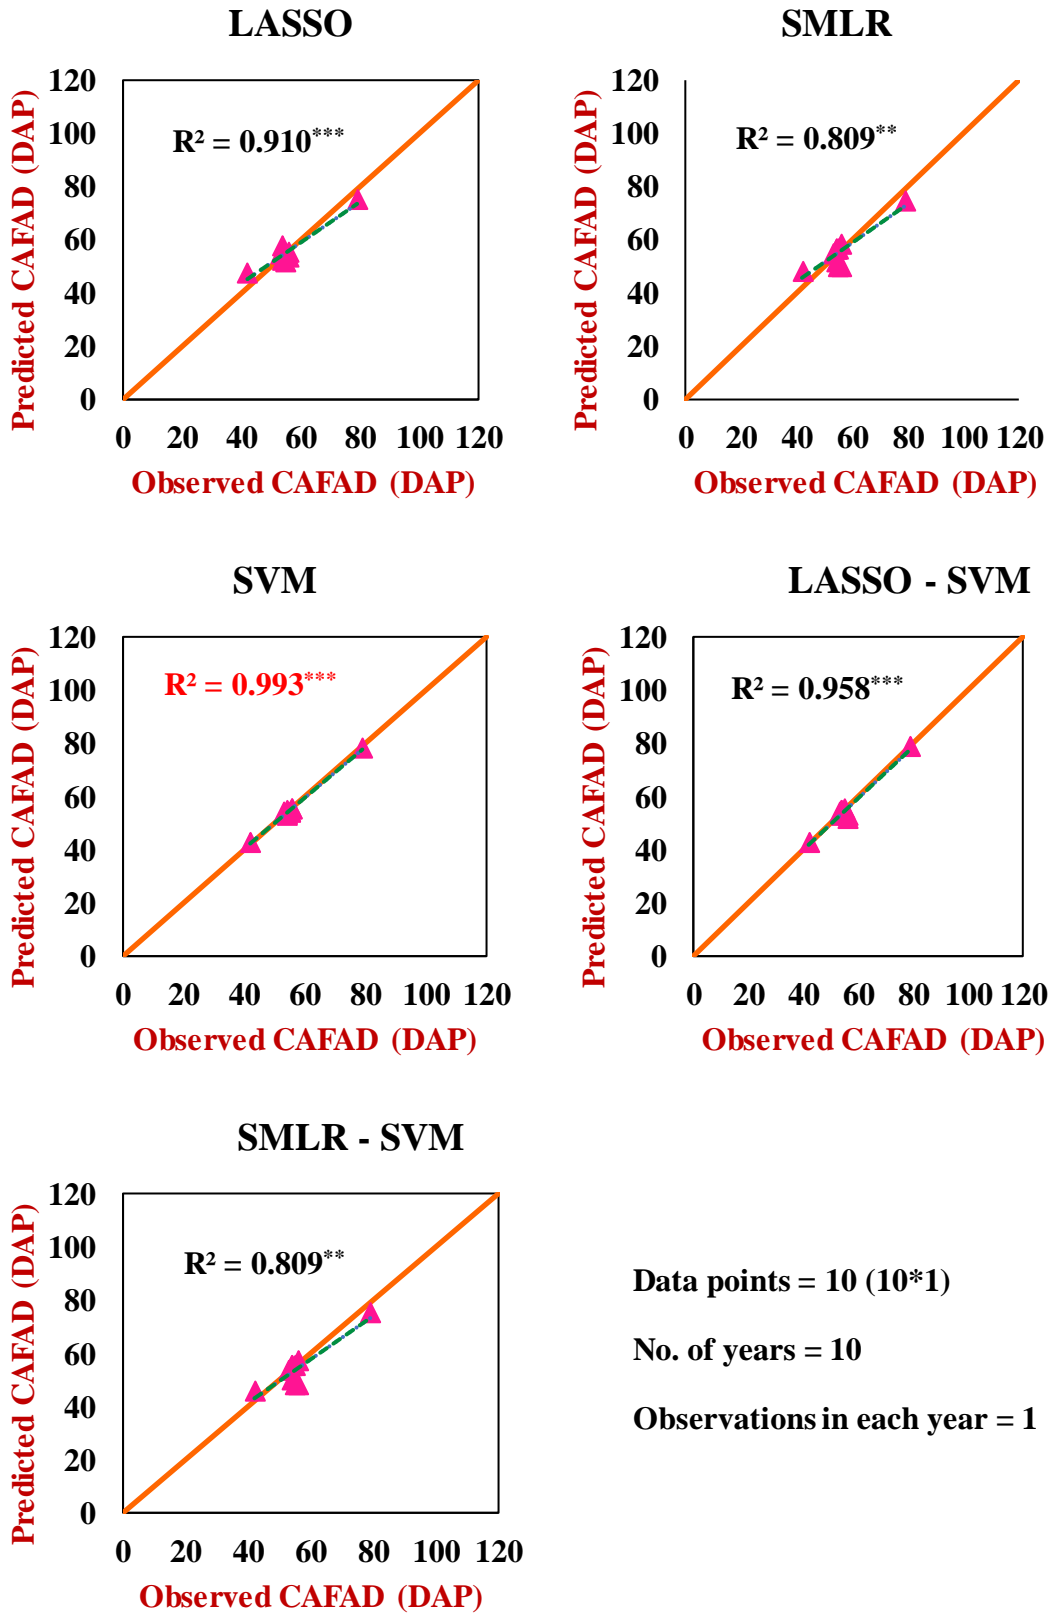 LASSO
Predicted CAFAD (DAP)
120
100
80
60
40
20
0
R² = 0.910***
0 20 40 60 80 100 120
Observed CAFAD (DAP)
SMLR
Predicted CAFAD (DAP)
120
100
80
60
40
20
0
R² = 0.809**
0 20 40 60 80 100 120
Observed CAFAD (DAP)
SVM
Predicted CAFAD (DAP)
120
100
80
60
40
20
0
R² = 0.993***
0 20 40 60 80 100 120
Observed CAFAD (DAP)
LASSO - SVM
Predicted CAFAD (DAP)
120
100
80
60
40
20
0
R² = 0.958***
0 20 40 60 80 100 120
Observed CAFAD (DAP)
SMLR - SVM
Predicted CAFAD (DAP)
120
100
80
60
40
20
0
R² = 0.809**
0 20 40 60 80 100 120
Observed CAFAD (DAP)
Data points = 10 (10*1)
No. of years = 10
Observations in each year = 1